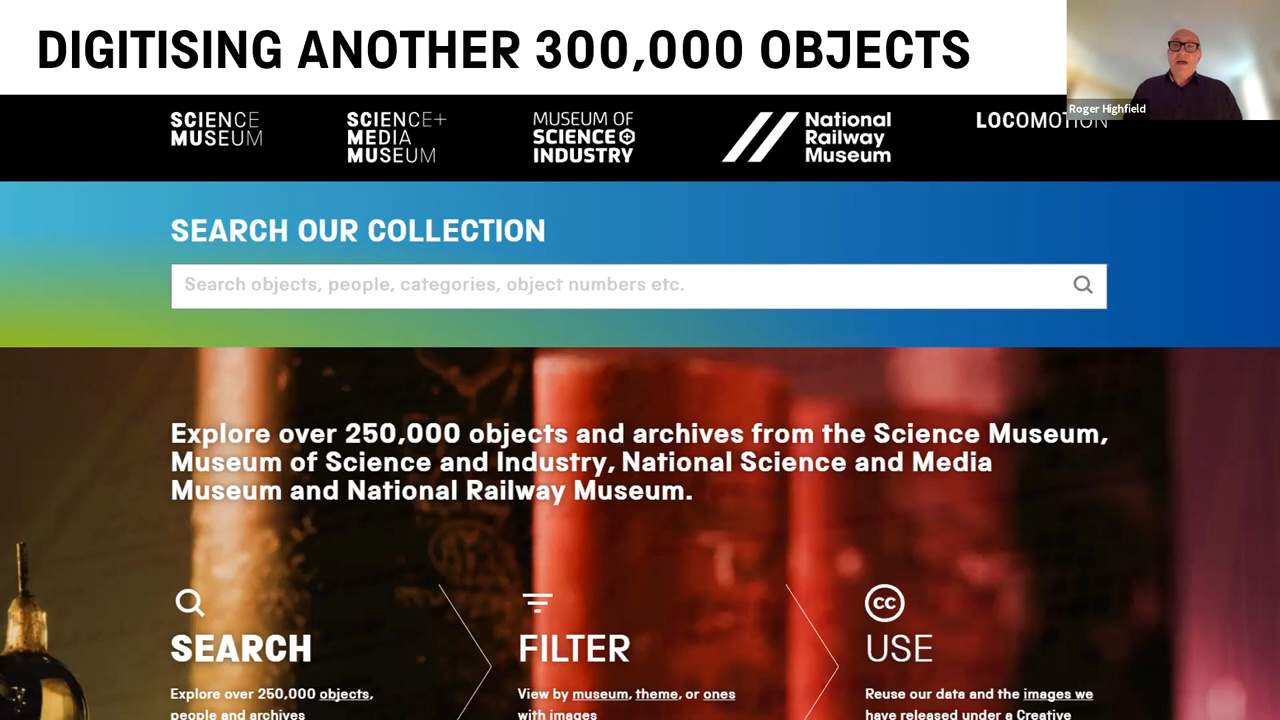 DIGITISING ANOTHER 300,000 OBJECTS
Roger Highfield
SCIENCE
MUSEUM
SCIENCE+
MEDIA
MUSEUM
MUSEUM OF
SCIENCE&
INDUSTRY
National
Railway
Museum
LOCOMOTION
SEARCH OUR COLLECTION
Search objects, people, categories, object numbers etc.
Explore over 250,000 objects and archives from the Science Museum,
Museum of Science and Industry, National Science and Media
Museum and National Railway Museum.
SEARCH
Explore over 250,000 objects,
people and archives
FILTER
View by museum, theme, or ones
with images
cc
USE
Reuse our data and the images we
have released under a Creative